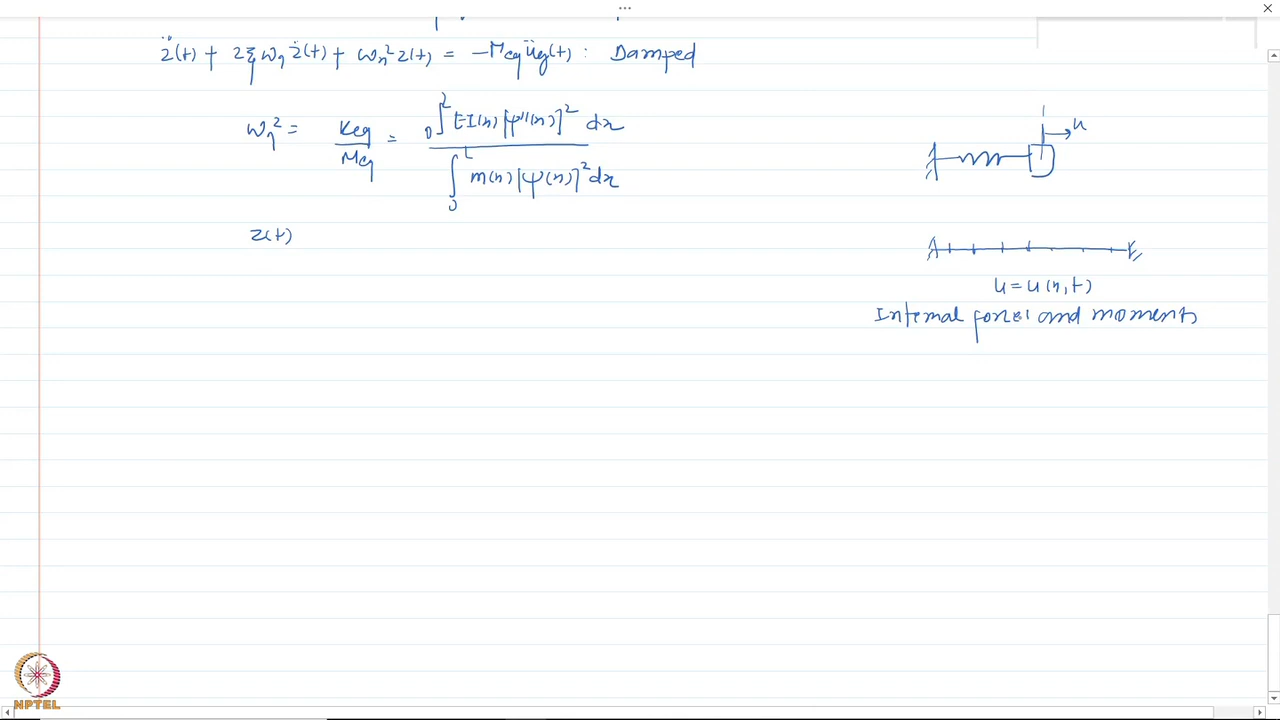 z̈(t) + 2ξωₙ ż(t) + ωₙ² z(t) = -Meq üg(t) : Damped
ωₙ² = Keq / Meq = ∫₀ᴸ EI(x) [ψ''(x)]² dx / ∫₀ᴸ m(x) [ψ(x)]² dx
u
z(t)
u = u(x, t)
Internal forces and moments
NPTEL